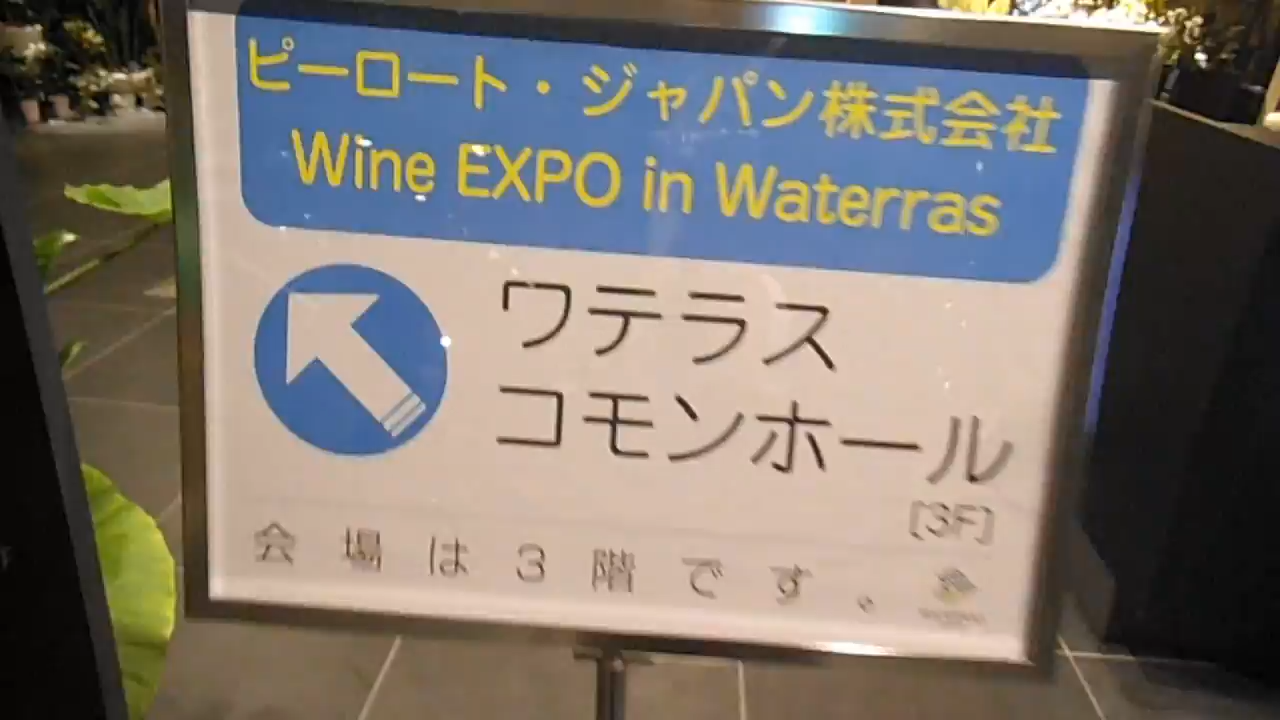 ピーロート・ジャパン株式会社
Wine EXPO in Waterras
ワテラス
コモンホール
[3F]
会場は3階です。